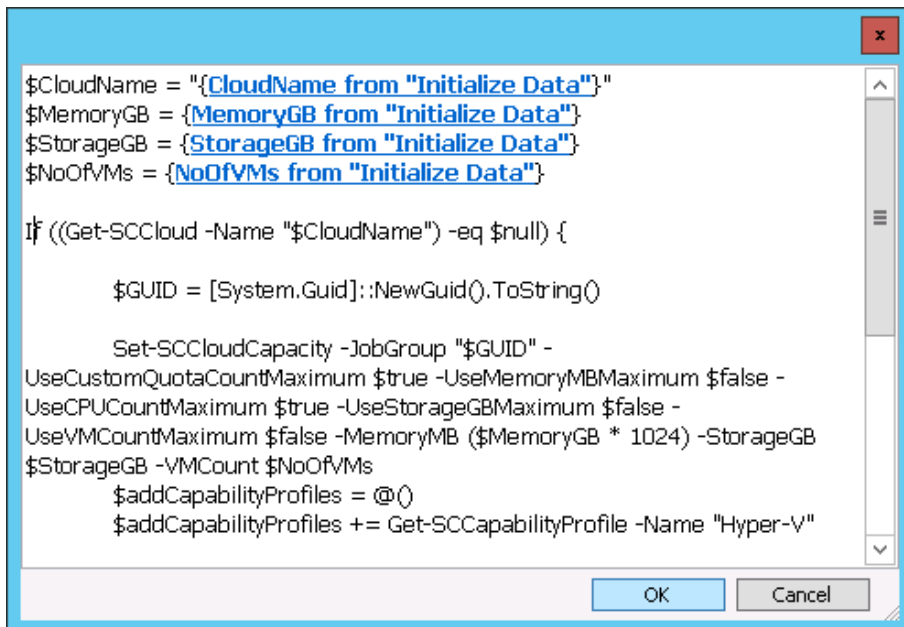 x
$CloudName = "{CloudName from "Initialize Data"}"
$MemoryGB = {MemoryGB from "Initialize Data"}
$StorageGB = {StorageGB from "Initialize Data"}
$NoOfVMs = {NoOfVMs from "Initialize Data"}
If ((Get-SCCloud -Name "$CloudName") -eq $null) {
$GUID = [System.Guid]::NewGuid().ToString()
Set-SCCloudCapacity -JobGroup "$GUID" -
UseCustomQuotaCountMaximum $true -UseMemoryMBMaximum $false -
UseCPUCountMaximum $true -UseStorageGBMaximum $false -
UseVMCountMaximum $false -MemoryMB ($MemoryGB * 1024) -StorageGB
$StorageGB -VMCount $NoOfVMs
$addCapabilityProfiles = @()
$addCapabilityProfiles += Get-SCCapabilityProfile -Name "Hyper-V"
OK Cancel